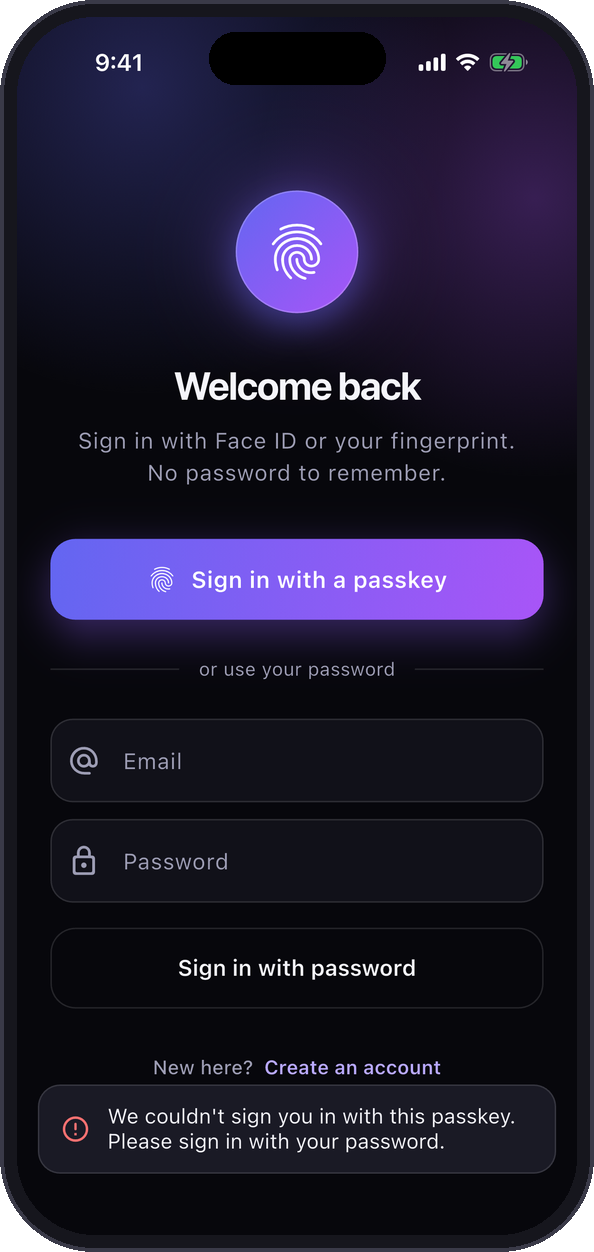 9:41
Welcome back
Sign in with Face ID or your fingerprint.
No password to remember.
Sign in with a passkey
or use your password
Email
Password
Sign in with password
New here? Create an account
We couldn't sign you in with this passkey.
Please sign in with your password.